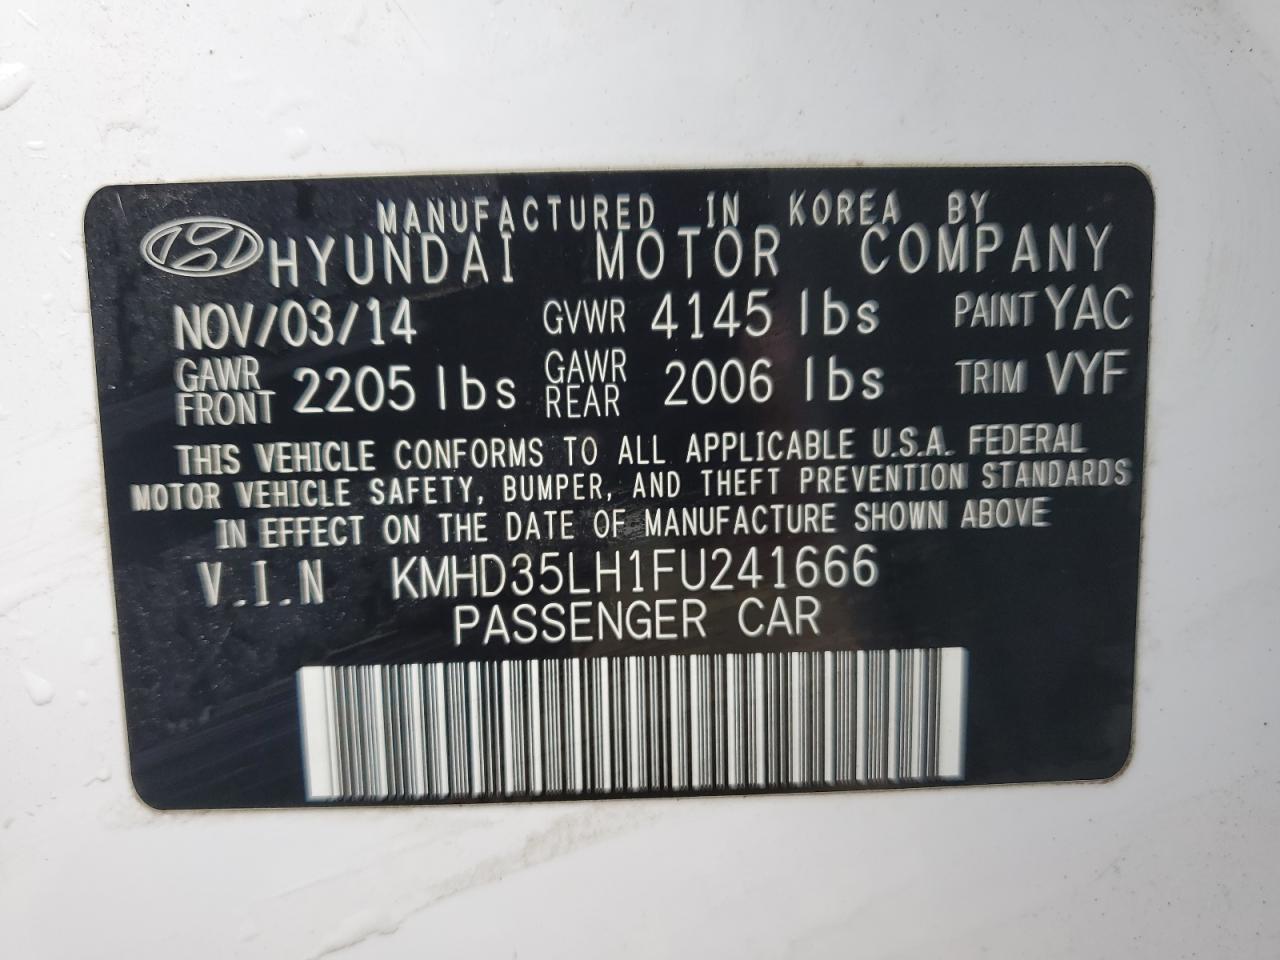 MANUFACTURED IN KOREA BY
HYUNDAI MOTOR COMPANY
NOV/03/14 GVWR 4145 lbs PAINT YAC
GAWR FRONT 2205 lbs GAWR REAR 2006 lbs TRIM VYF
THIS VEHICLE CONFORMS TO ALL APPLICABLE U.S.A. FEDERAL
MOTOR VEHICLE SAFETY, BUMPER, AND THEFT PREVENTION STANDARDS
IN EFFECT ON THE DATE OF MANUFACTURE SHOWN ABOVE
V.I.N KMHD35LH1FU241666
PASSENGER CAR